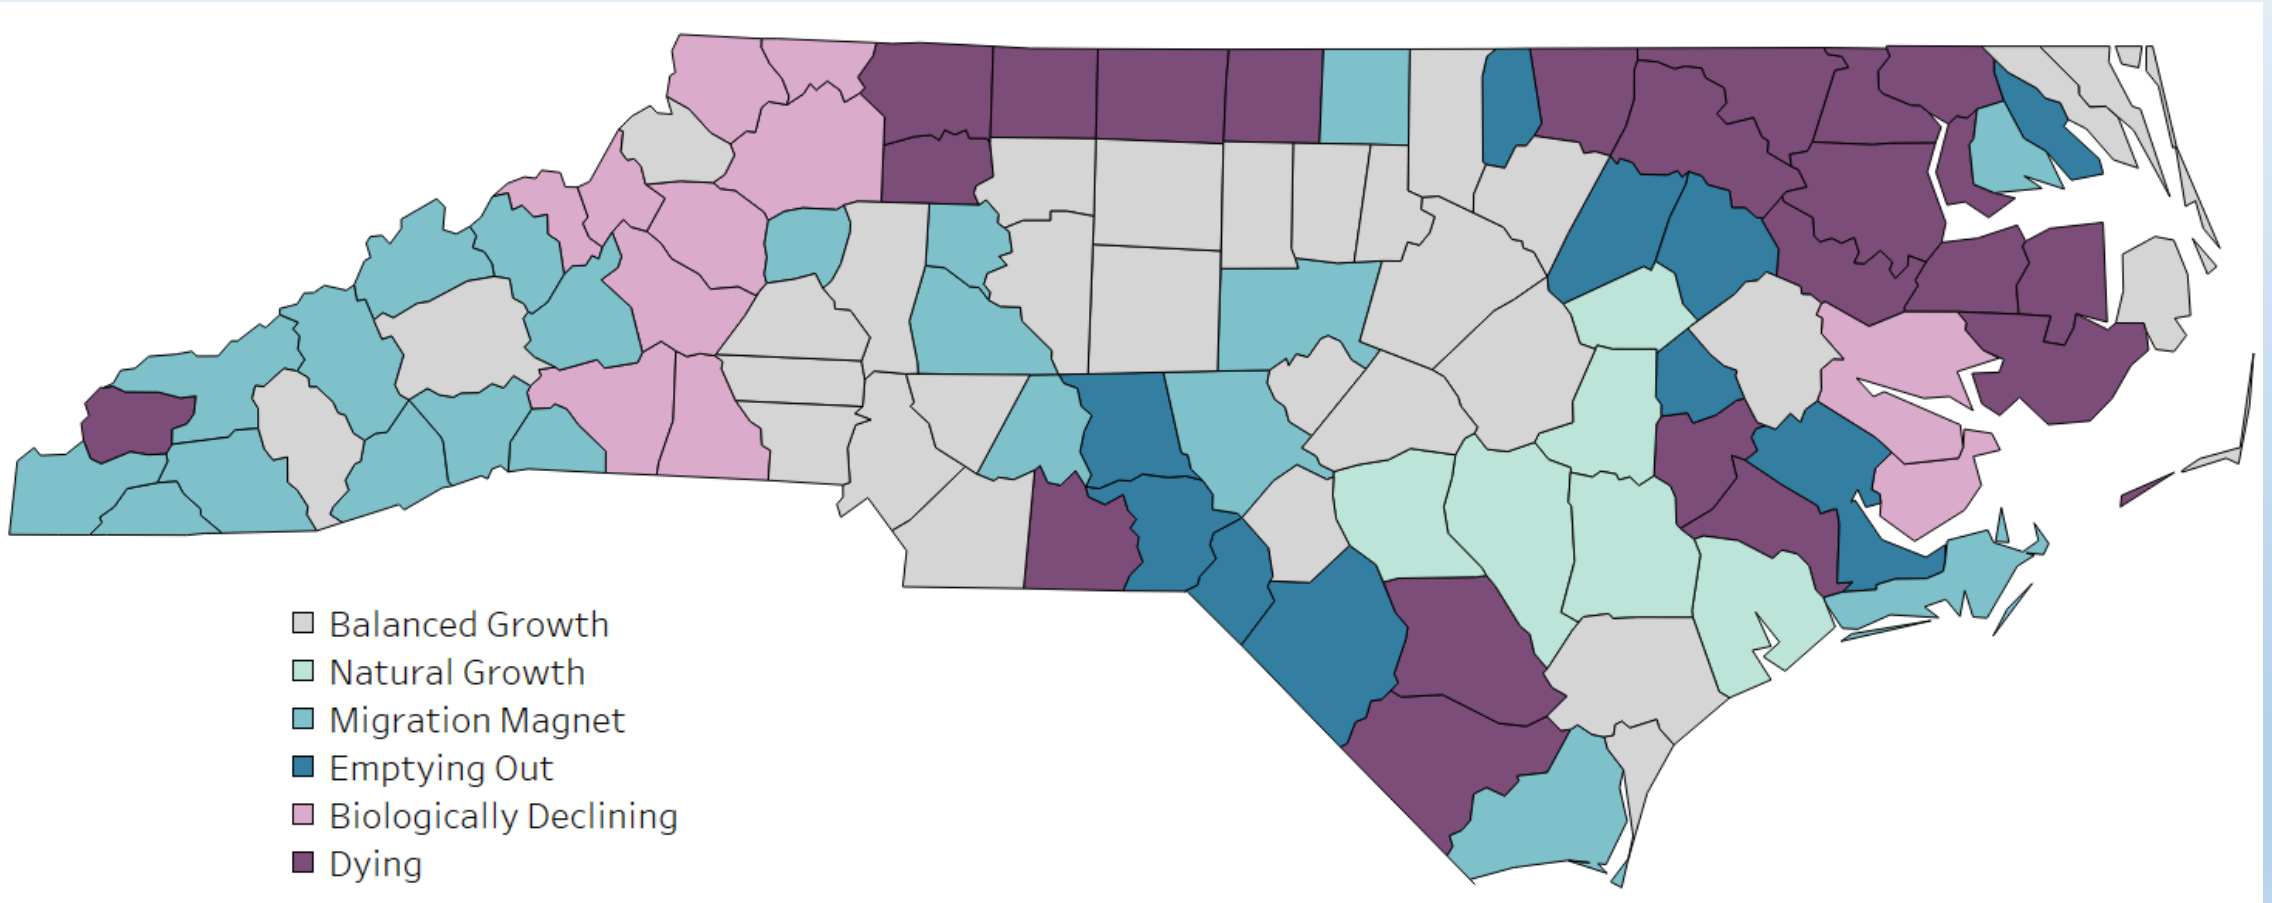 Balanced Growth
Natural Growth
Migration Magnet
Emptying Out
Biologically Declining
Dying